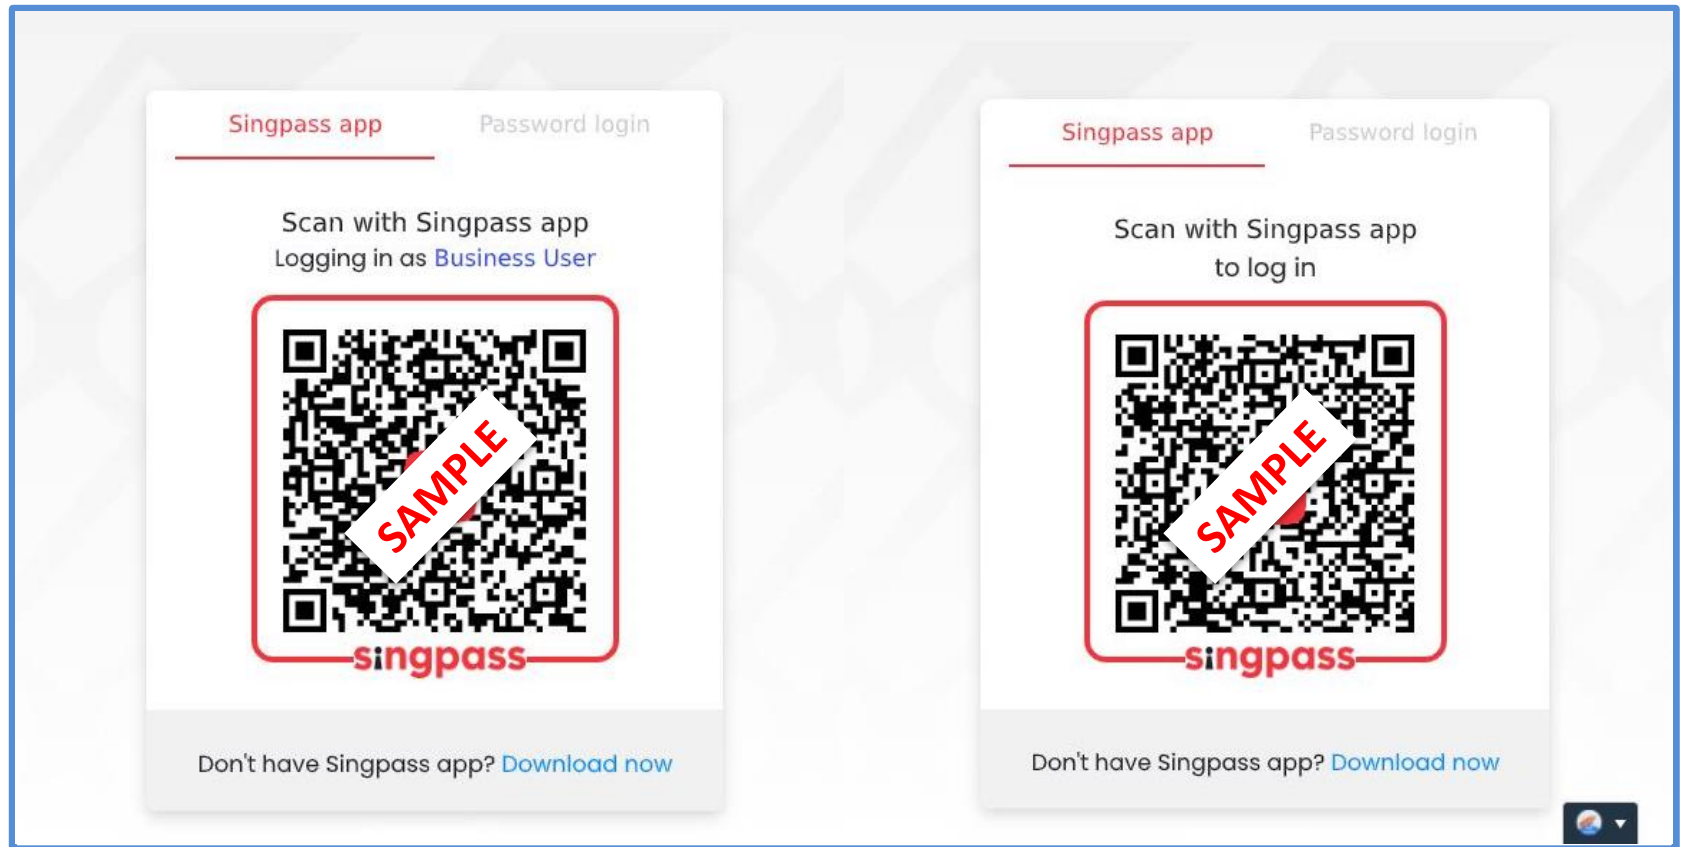 Singpass app Password login
Scan with Singpass app
Logging in as Business User
SAMPLE
singpass
Don't have Singpass app? Download now
Singpass app Password login
Scan with Singpass app
to log in
SAMPLE
singpass
Don't have Singpass app? Download now